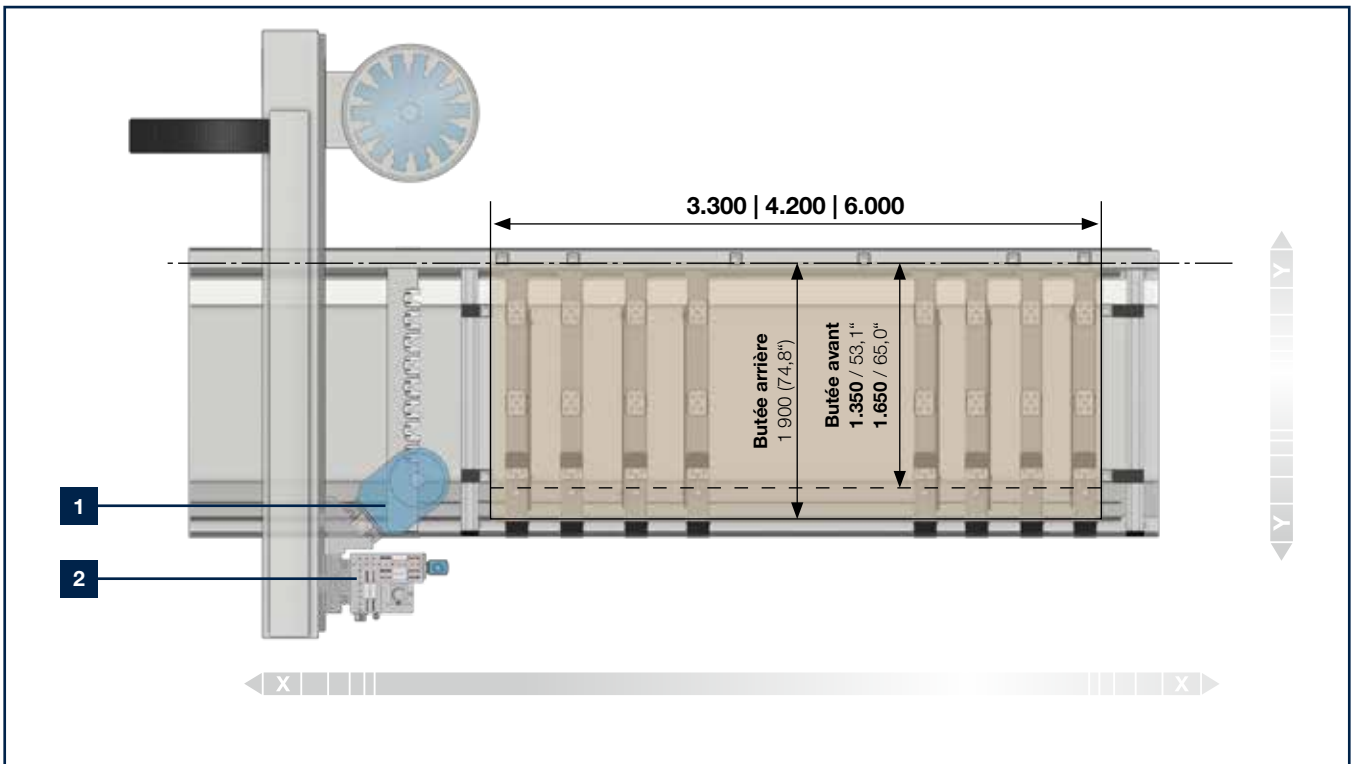 3.300 | 4.200 | 6.000
Butée arrière
1 900 (74,8“)
Butée avant
1.350 / 53,1“
1.650 / 65,0“
Y
Y
1
2
X
X